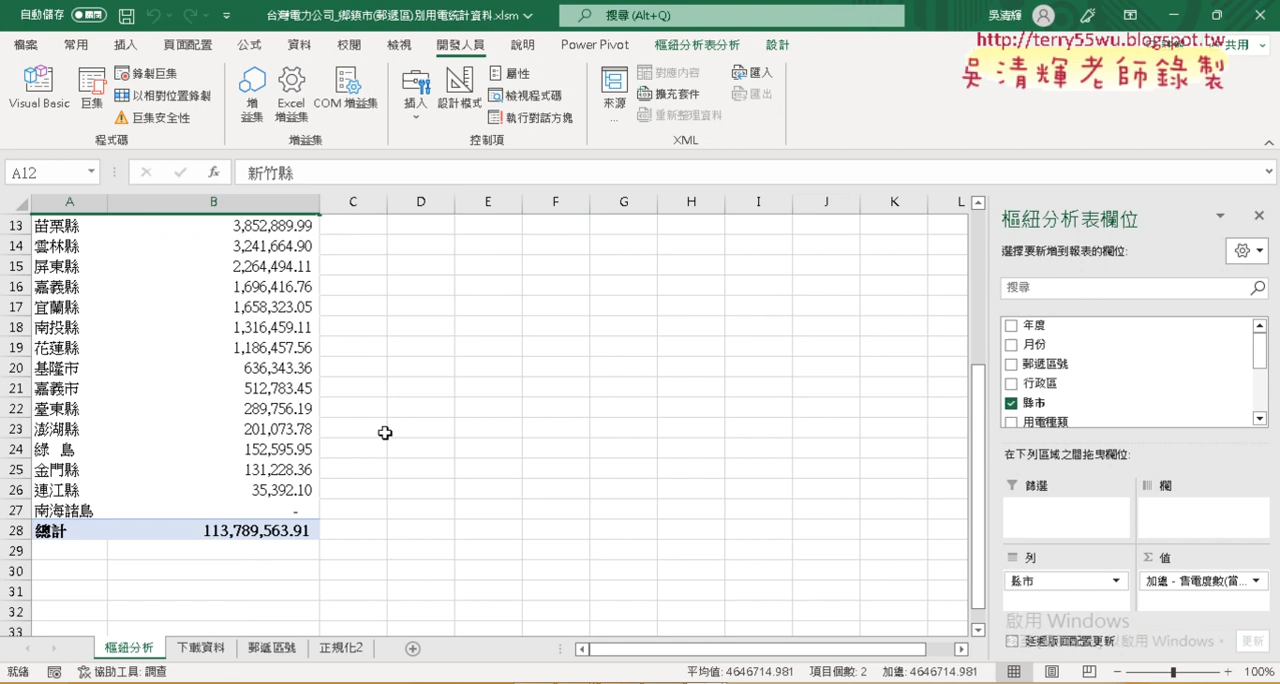 自動儲存
台灣電力公司_鄉鎮市(郵遞區)別用電統計資料.xlsm
搜尋 (Alt+Q)
吳清輝
檔案 常用 插入 頁面配置 公式 資料 校閱 檢視 開發人員 說明 Power Pivot 樞紐分析表分析 設計 共用
http://terry55wu.blogspot.tw
吳清輝老師錄製
Visual Basic 巨集 錄製巨集 以相對位置錄製 巨集安全性
程式碼
增益集 Excel 增益集 COM 增益集
增益集
插入 設計模式 屬性 檢視程式碼 執行對話方塊
控制項
來源 ... 對應內容 擴充套件 重新整理資料 匯入 匯出
XML
A12 fx 新竹縣
A B C D E F G H I J K L
13 苗栗縣 3,852,889.99
14 雲林縣 3,241,664.90
15 屏東縣 2,264,494.11
16 嘉義縣 1,696,416.76
17 宜蘭縣 1,658,323.05
18 南投縣 1,316,459.11
19 花蓮縣 1,186,457.56
20 基隆市 636,343.36
21 嘉義市 512,783.45
22 臺東縣 289,756.19
23 澎湖縣 201,073.78
24 綠 島 152,595.95
25 金門縣 131,228.36
26 連江縣 35,392.10
27 南海諸島 -
28 總計 113,789,563.91
29
30
31
32
33
樞紐分析表欄位
選擇要新增到報表的欄位:
搜尋
年度
月份
郵遞區號
行政區
縣市
用電種類
在下列區域之間拖曳欄位:
篩選 欄
列 Σ 值
縣市 加總 - 售電度數(當...
啟用 Windows
延遲版面配置更新 更新
樞紐分析 下載資料 郵遞區號 正規化2
就緒 協助工具: 調查 平均值: 4646714.981 項目個數: 2 加總: 4646714.981 100%